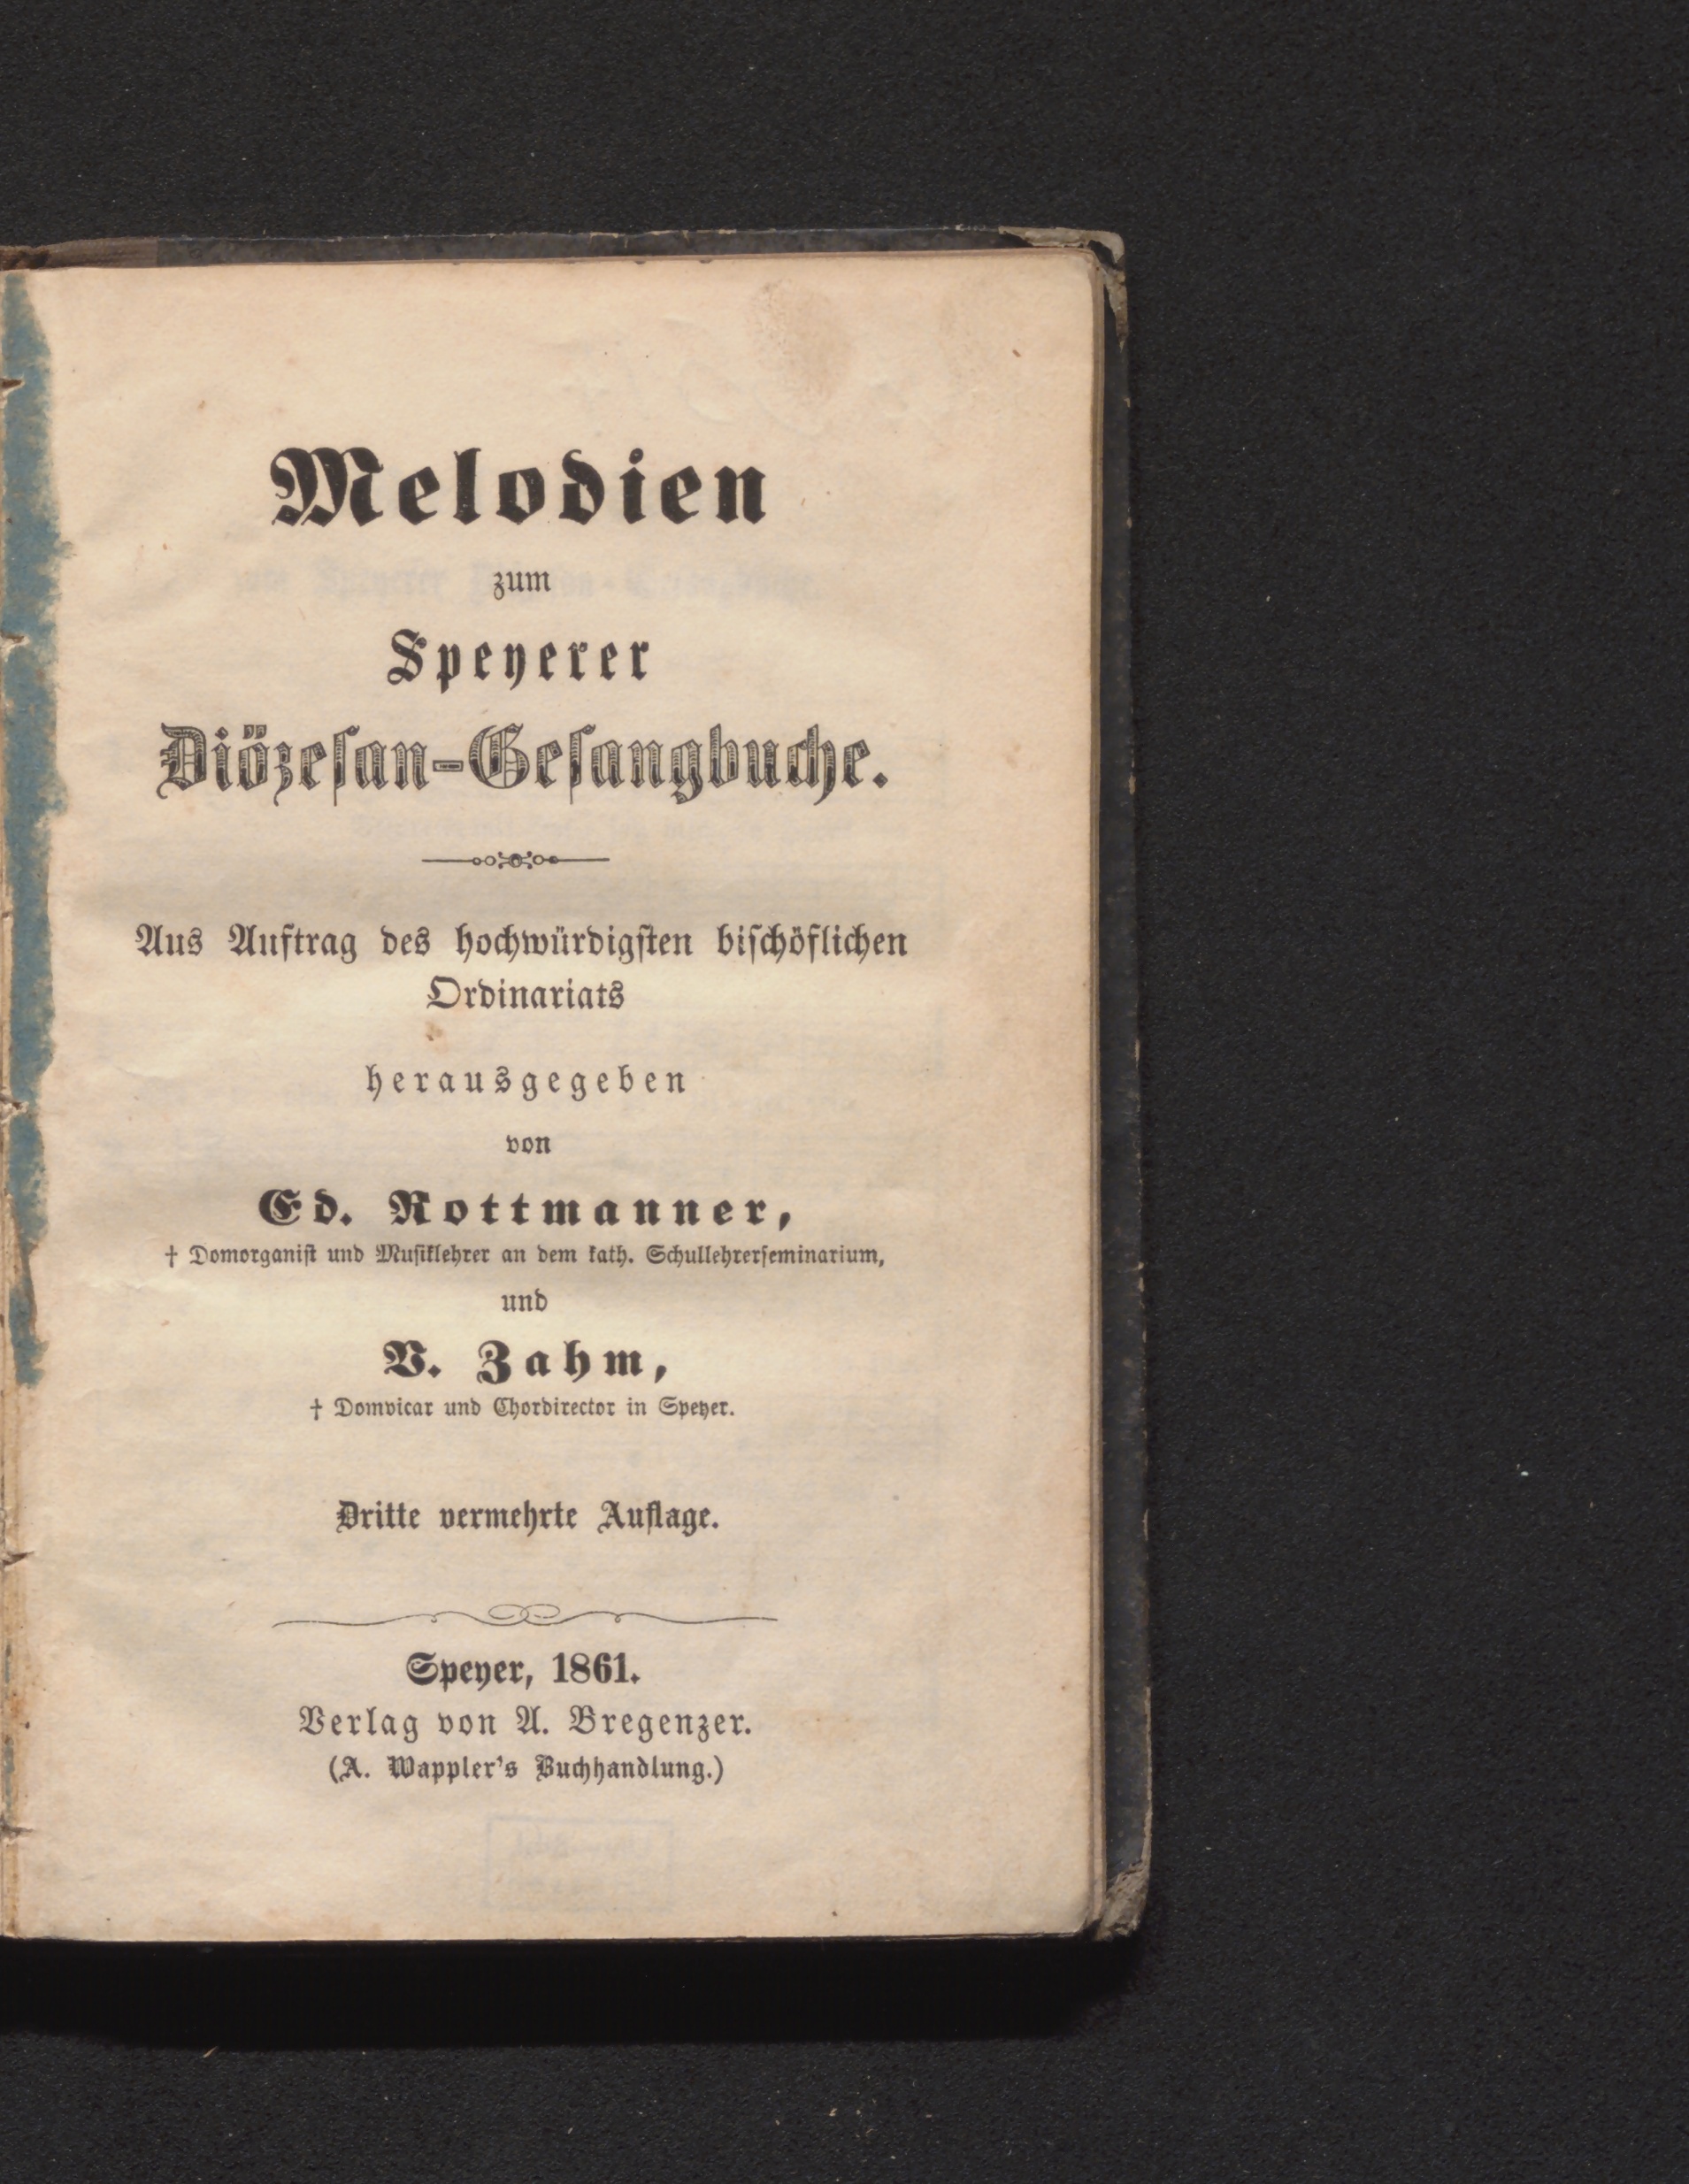 Melodien
zum
Speyerer
Diözeſan-Geſangbuche.
Aus Auftrag des hochwürdigſten biſchöflichen
Ordinariats
herausgegeben
von
Ed. Rottmanner,
† Domorganiſt und Muſiklehrer an dem kath. Schullehrerſeminarium,
und
V. Zahm,
† Domvicar und Chordirector in Speyer.
Dritte vermehrte Auflage.
Speyer, 1861.
Verlag von A. Bregenzer.
(A. Wappler's Buchhandlung.)